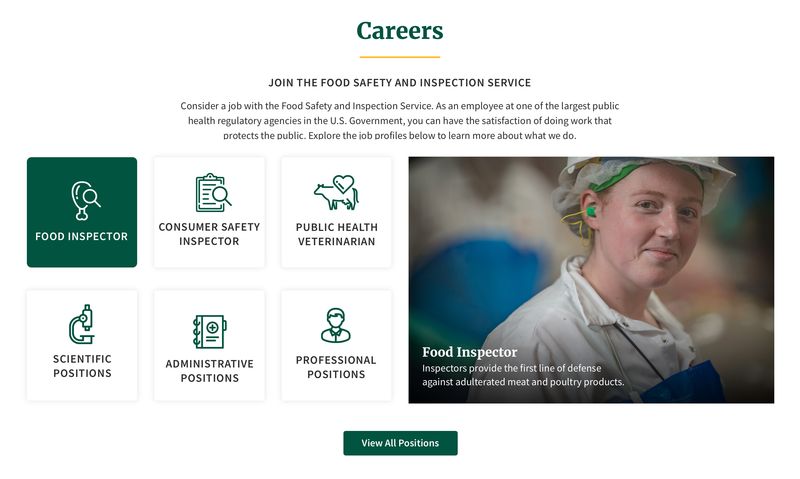 Careers
JOIN THE FOOD SAFETY AND INSPECTION SERVICE
Consider a job with the Food Safety and Inspection Service. As an employee at one of the largest public
health regulatory agencies in the U.S. Government, you can have the satisfaction of doing work that
protects the public. Explore the job profiles below to learn more about what we do.
FOOD INSPECTOR
CONSUMER SAFETY
INSPECTOR
PUBLIC HEALTH
VETERINARIAN
SCIENTIFIC
POSITIONS
ADMINISTRATIVE
POSITIONS
PROFESSIONAL
POSITIONS
Food Inspector
Inspectors provide the first line of defense
against adulterated meat and poultry products.
View All Positions